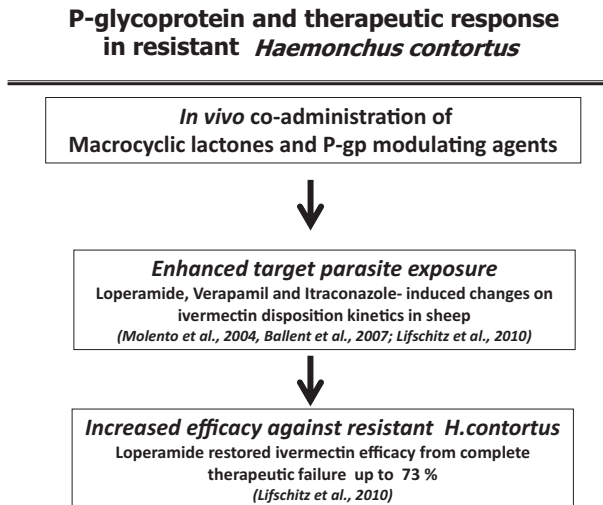 P-glycoprotein and therapeutic response
in resistant Haemonchus contortus
In vivo co-administration of
Macrocyclic lactones and P-gp modulating agents
Enhanced target parasite exposure
Loperamide, Verapamil and Itraconazole- induced changes on
ivermectin disposition kinetics in sheep
(Molento et al., 2004, Ballent et al., 2007; Lifschitz et al., 2010)
Increased efficacy against resistant H.contortus
Loperamide restored ivermectin efficacy from complete
therapeutic failure up to 73 %
(Lifschitz et al., 2010)